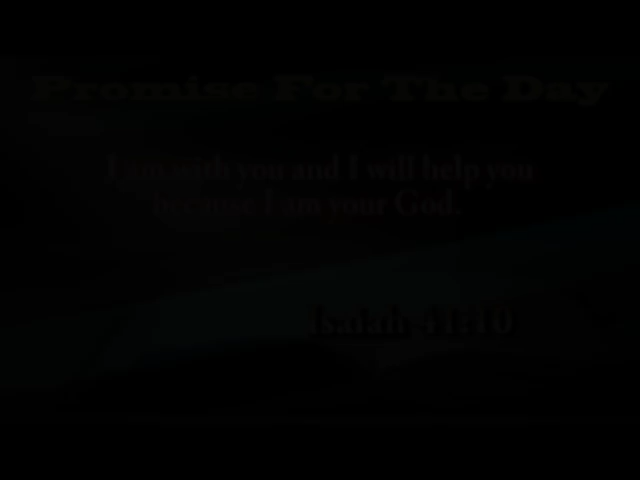 Promise For The Day
I am with you and I will help you
because I am your God.
Isaiah 41:10